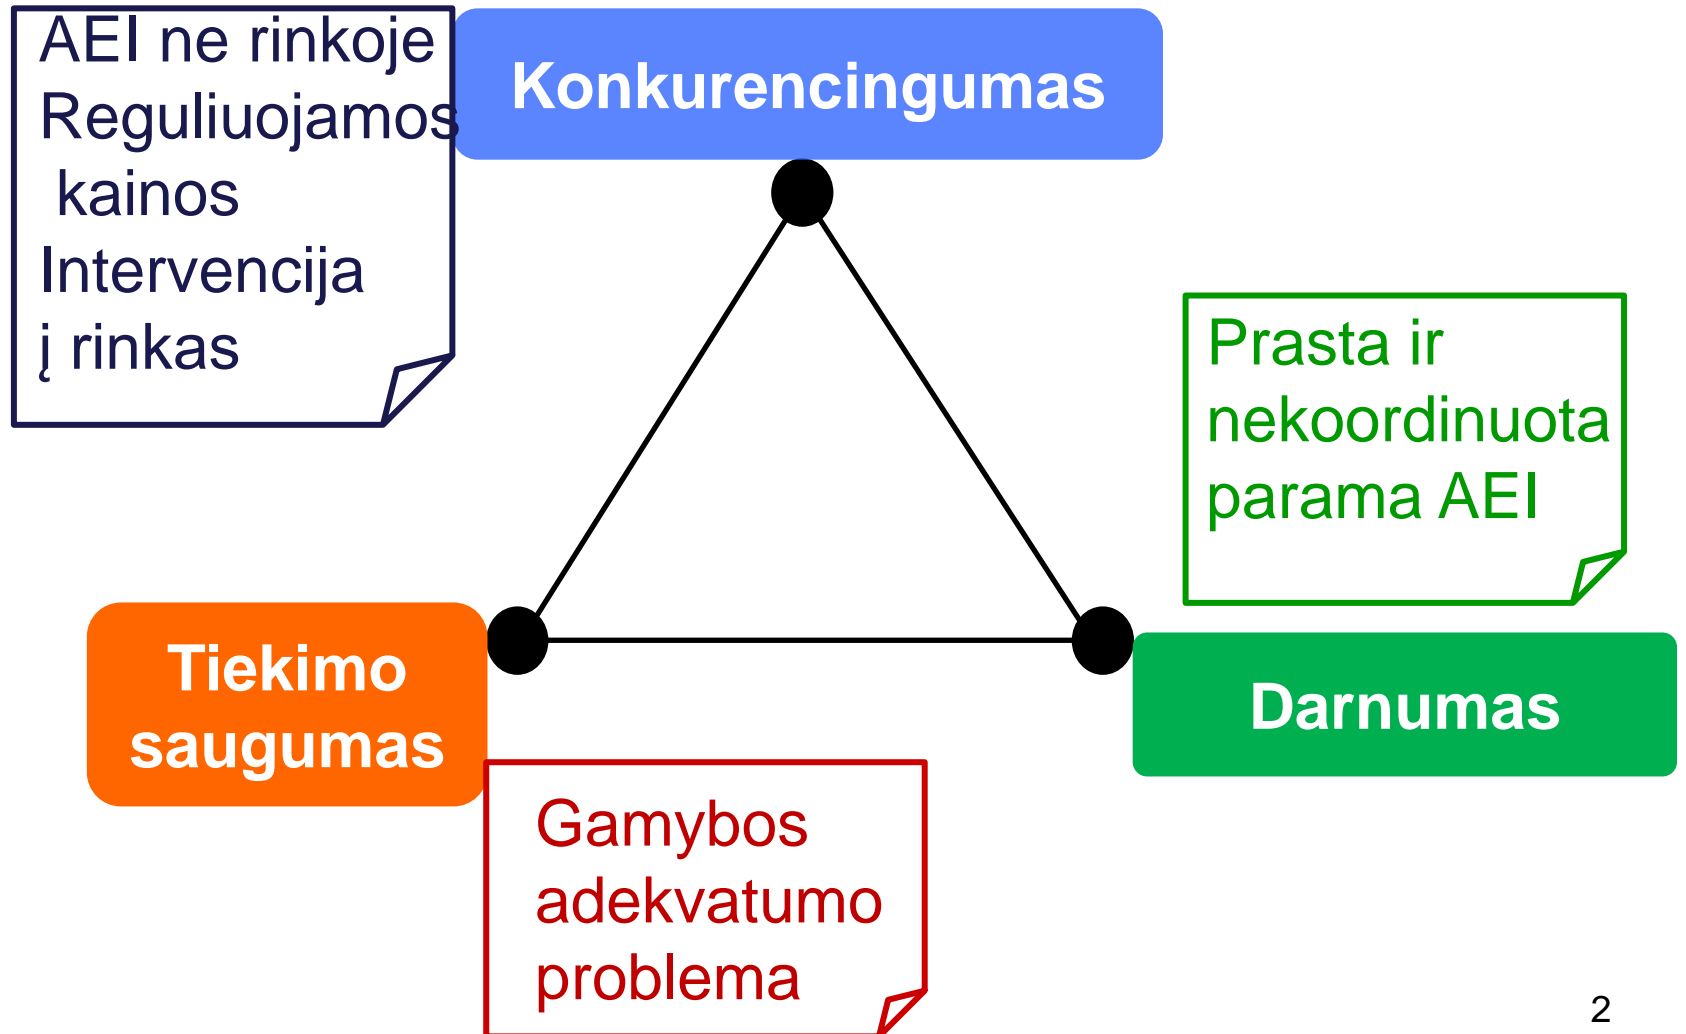 AEI ne rinkoje
Reguliuojamos
kainos
Intervencija
į rinkas
Konkurencingumas
Prasta ir
nekoordinuota
parama AEI
Tiekimo
saugumas
Darnumas
Gamybos
adekvatumo
problema
2